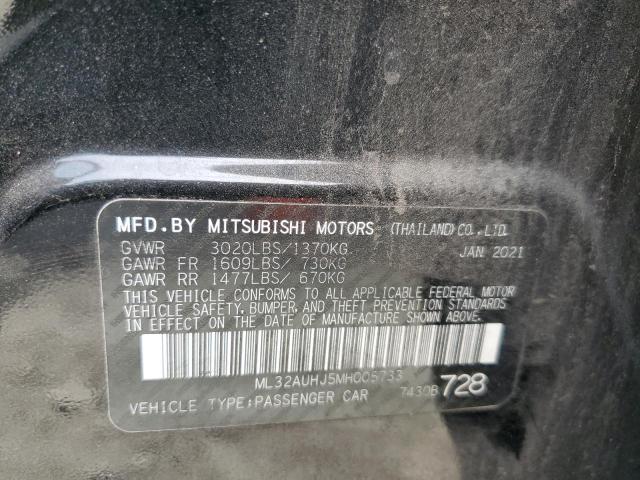 MFD.BY MITSUBISHI MOTORS (THAILAND)CO.,LTD.
GVWR 3020LBS/1370KG JAN 2021
GAWR FR 1609LBS/ 730KG
GAWR RR 1477LBS/ 670KG
THIS VEHICLE CONFORMS TO ALL APPLICABLE FEDERAL MOTOR
VEHICLE SAFETY, BUMPER, AND THEFT PREVENTION STANDARDS
IN EFFECT ON THE DATE OF MANUFACTURE SHOWN ABOVE.
ML32AUHJ5MH005733
VEHICLE TYPE:PASSENGER CAR 7430B 728